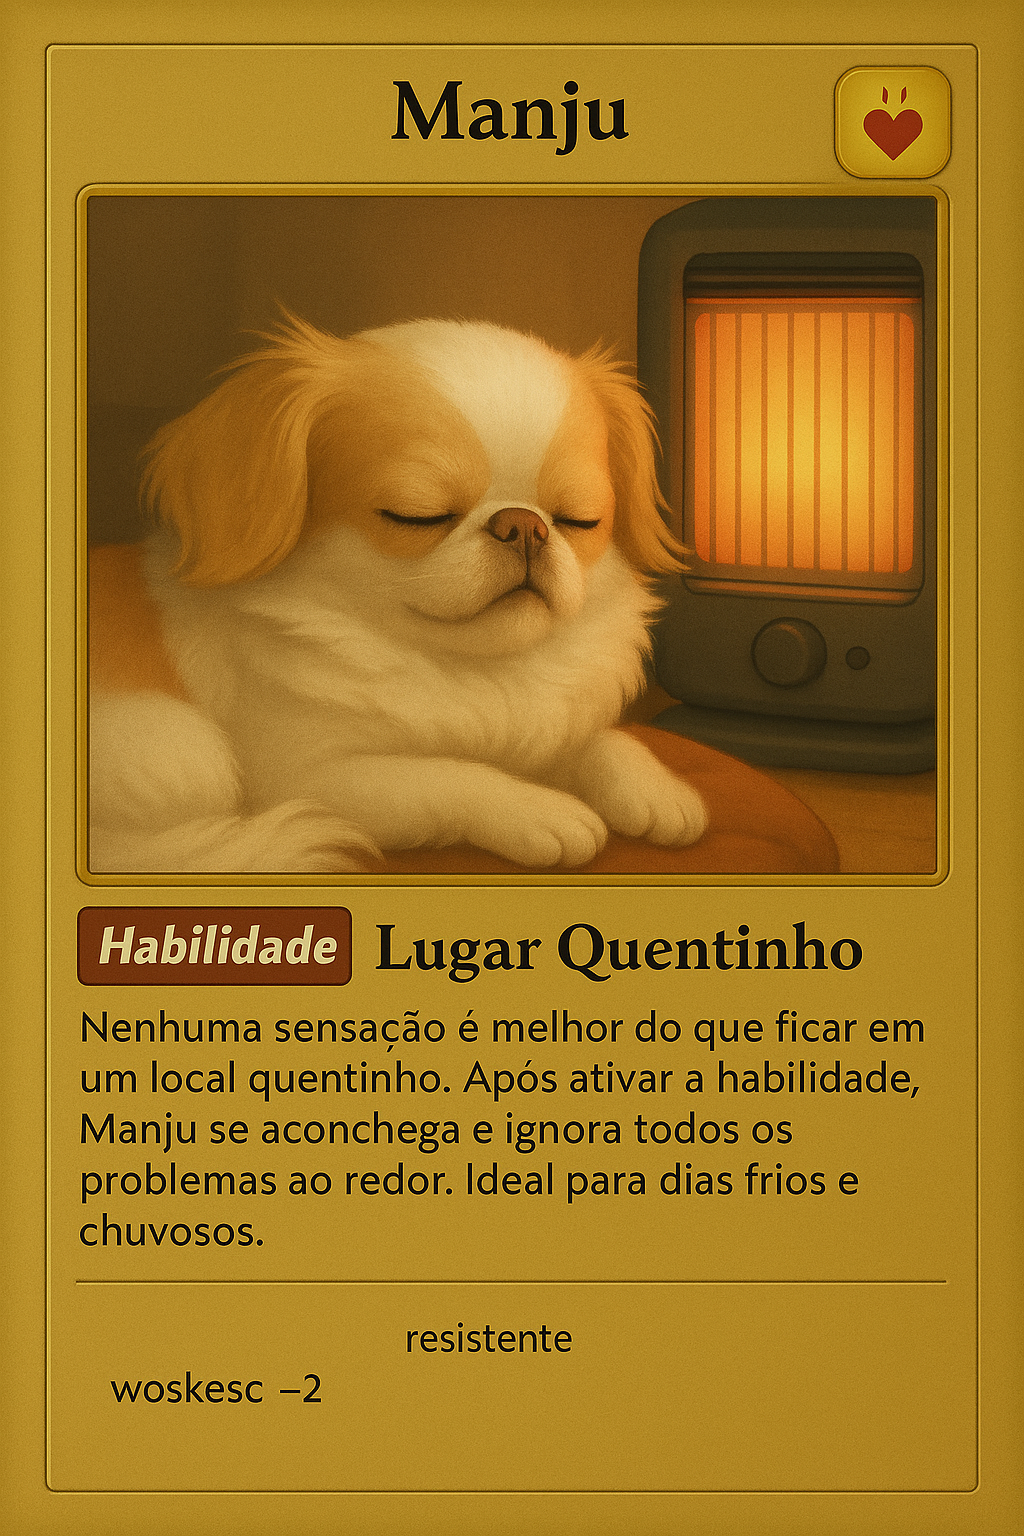 Manju
Habilidade Lugar Quentinho
Nenhuma sensação é melhor do que ficar em
um local quentinho. Após ativar a habilidade,
Manju se aconchega e ignora todos os
problemas ao redor. Ideal para dias frios e
chuvosos.
resistente
woskesc –2